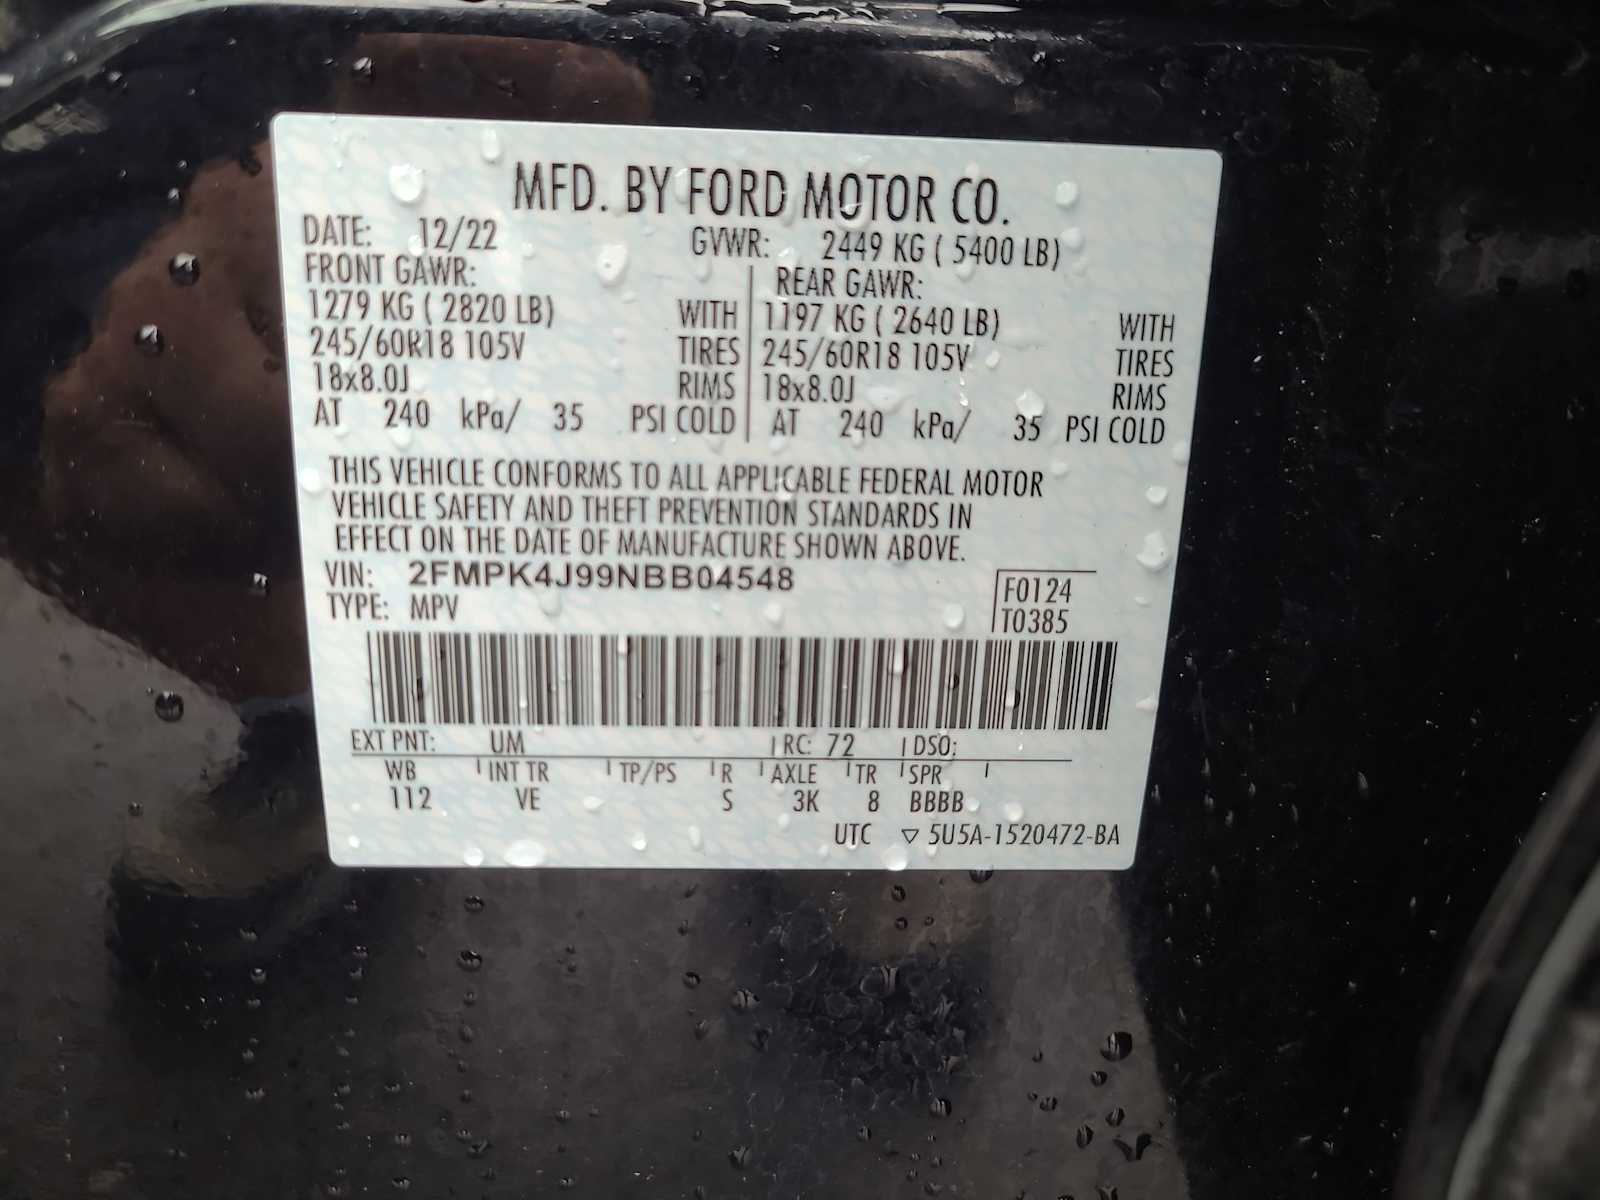 MFD. BY FORD MOTOR CO.
DATE: 12/22 GVWR: 2449 KG ( 5400 LB)
FRONT GAWR: REAR GAWR:
1279 KG ( 2820 LB) WITH 1197 KG ( 2640 LB) WITH
245/60R18 105V TIRES 245/60R18 105V TIRES
18x8.0J RIMS 18x8.0J RIMS
AT 240 kPa/ 35 PSI COLD AT 240 kPa/ 35 PSI COLD
THIS VEHICLE CONFORMS TO ALL APPLICABLE FEDERAL MOTOR
VEHICLE SAFETY AND THEFT PREVENTION STANDARDS IN
EFFECT ON THE DATE OF MANUFACTURE SHOWN ABOVE.
VIN: 2FMPK4J99NBB04548 F0124
TYPE: MPV T0385
EXT PNT: UM RC: 72 DSO:
WB INT TR TP/PS R AXLE TR SPR
112 VE S 3K 8 BBBB
UTC ▽ 5U5A-1520472-BA